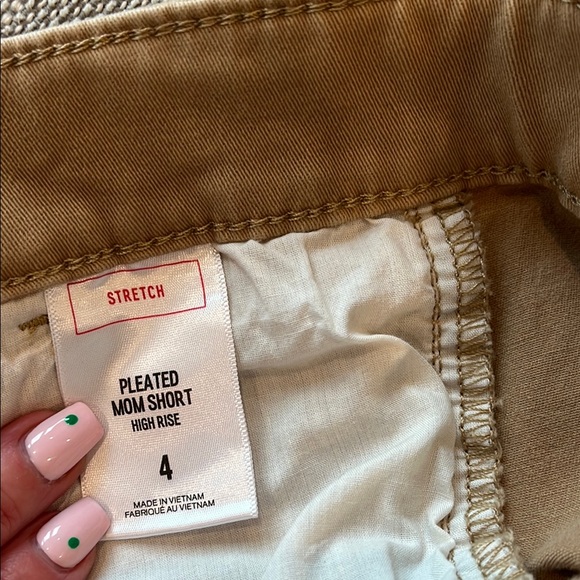 STRETCH
PLEATED
MOM SHORT
HIGH RISE
4
MADE IN VIETNAM
FABRIQUÉ AU VIETNAM